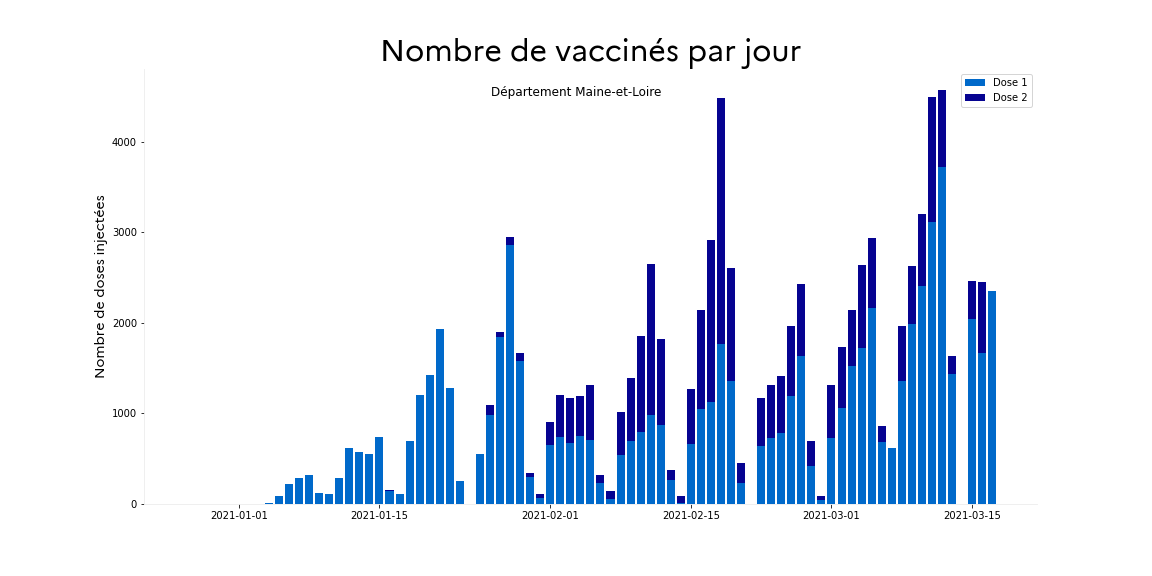 Nombre de vaccinés par jour
Département Maine-et-Loire
Dose 1
Dose 2
Nombre de doses injectées
4000
3000
2000
1000
0
2021-01-01
2021-01-15
2021-02-01
2021-02-15
2021-03-01
2021-03-15